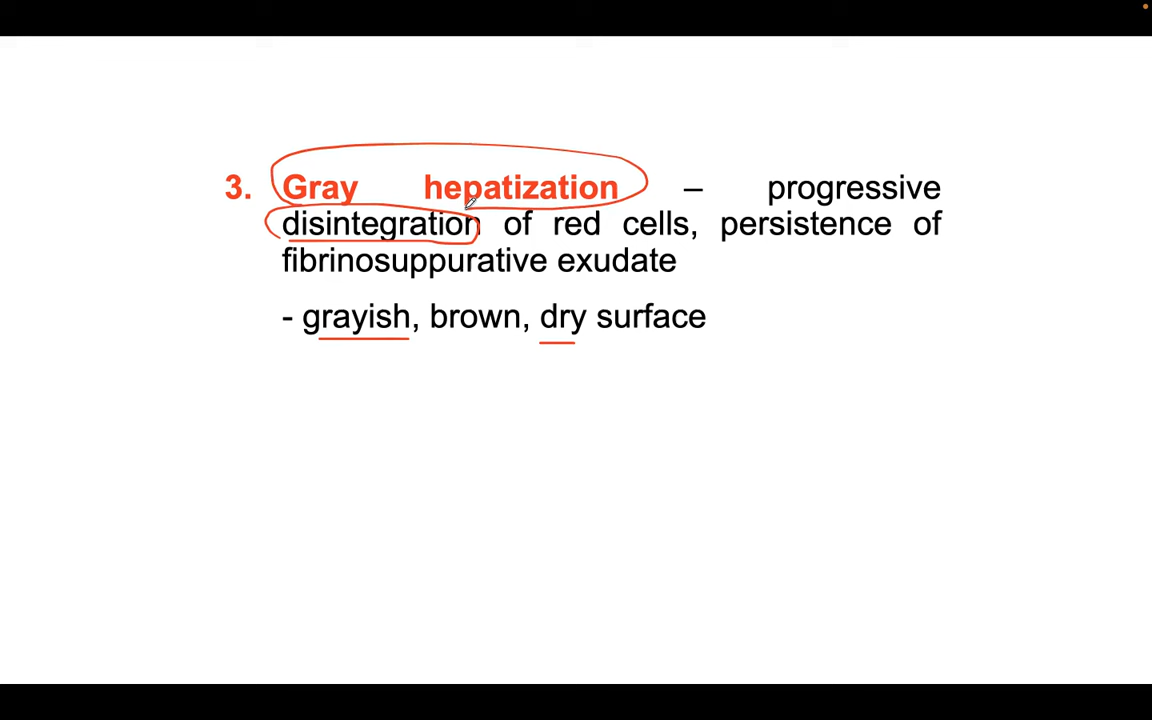 3. Gray hepatization – progressive
disintegration of red cells, persistence of
fibrinosuppurative exudate
- grayish, brown, dry surface